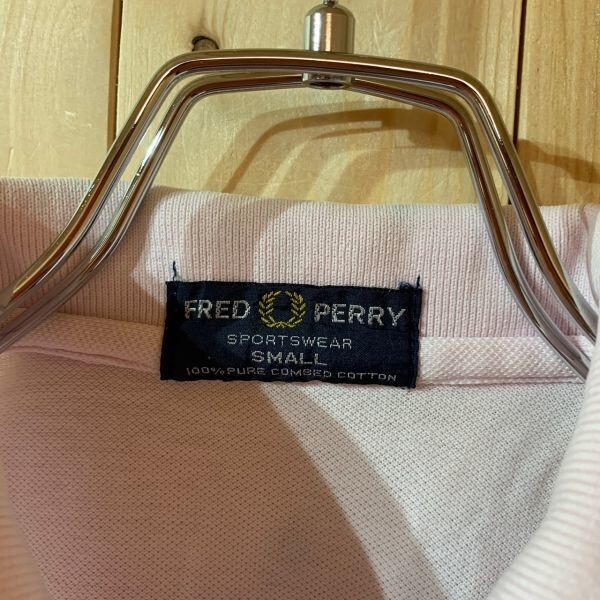 FRED PERRY
SPORTSWEAR
SMALL
100% PURE COMBED COTTON